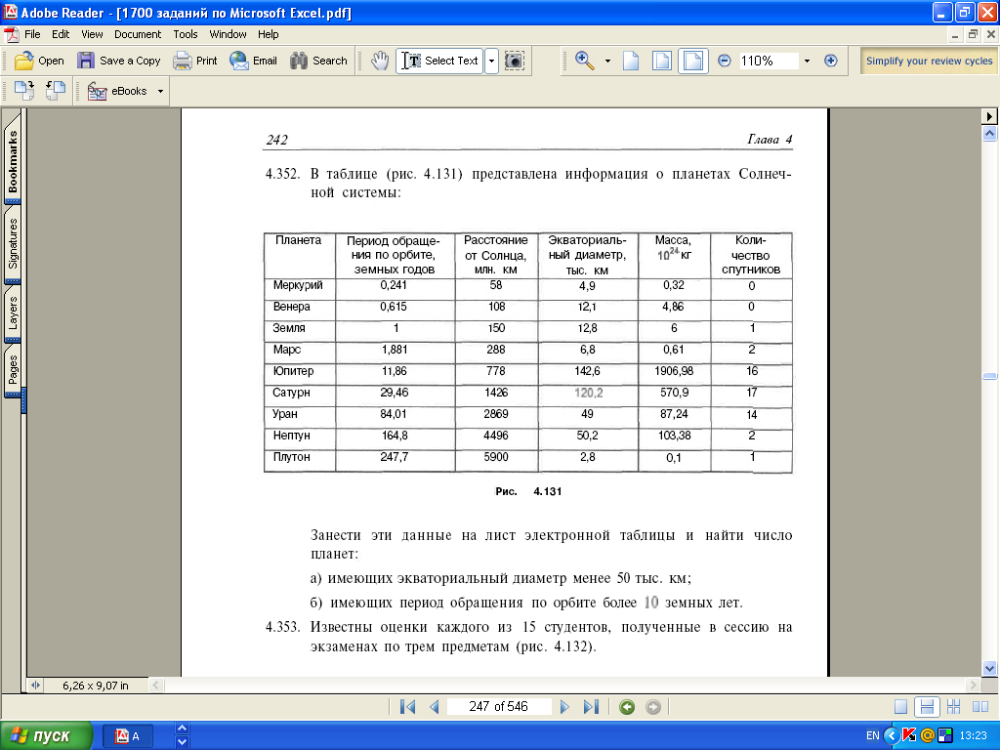 Adobe Reader - [1700 заданий по Microsoft Excel.pdf]
File Edit View Document Tools Window Help
Open Save a Copy Print Email Search Select Text 110% Simplify your review cycles
eBooks
Bookmarks
Signatures
Layers
Pages
242 Глава 4
4.352. В таблице (рис. 4.131) представлена информация о планетах Солнеч-
ной системы:
Планета Период обраще- Расстояние Экваториаль- Масса, Коли-
ния по орбите, от Солнца, ный диаметр, 10²⁴ кг чество
земных годов млн. км тыс. км спутников
Меркурий 0,241 58 4,9 0,32 0
Венера 0,615 108 12,1 4,86 0
Земля 1 150 12,8 6 1
Марс 1,881 288 6,8 0,61 2
Юпитер 11,86 778 142,6 1906,98 16
Сатурн 29,46 1426 120,2 570,9 17
Уран 84,01 2869 49 87,24 14
Нептун 164,8 4496 50,2 103,38 2
Плутон 247,7 5900 2,8 0,1 1
Рис. 4.131
Занести эти данные на лист электронной таблицы и найти число
планет:
а) имеющих экваториальный диаметр менее 50 тыс. км;
б) имеющих период обращения по орбите более 10 земных лет.
4.353. Известны оценки каждого из 15 студентов, полученные в сессию на
экзаменах по трем предметам (рис. 4.132).
6,26 x 9,07 in
247 of 546
пуск A EN 13:23